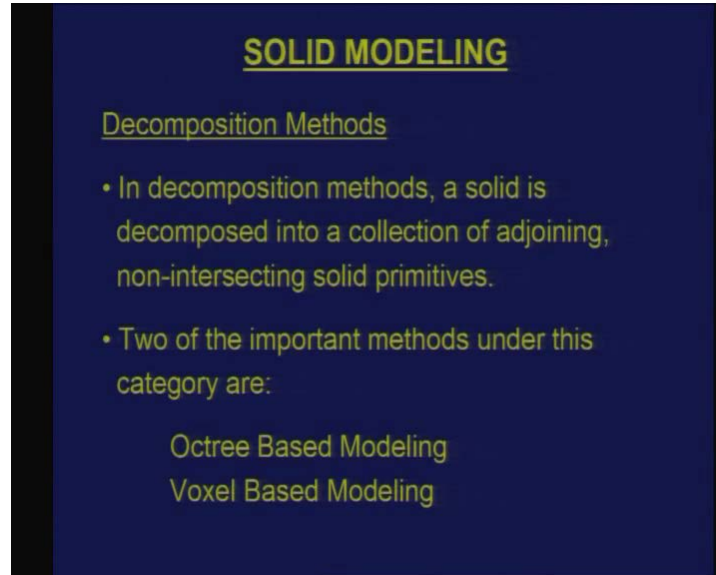 SOLID MODELING
Decomposition Methods
• In decomposition methods, a solid is
decomposed into a collection of adjoining,
non-intersecting solid primitives.
• Two of the important methods under this
category are:
Octree Based Modeling
Voxel Based Modeling